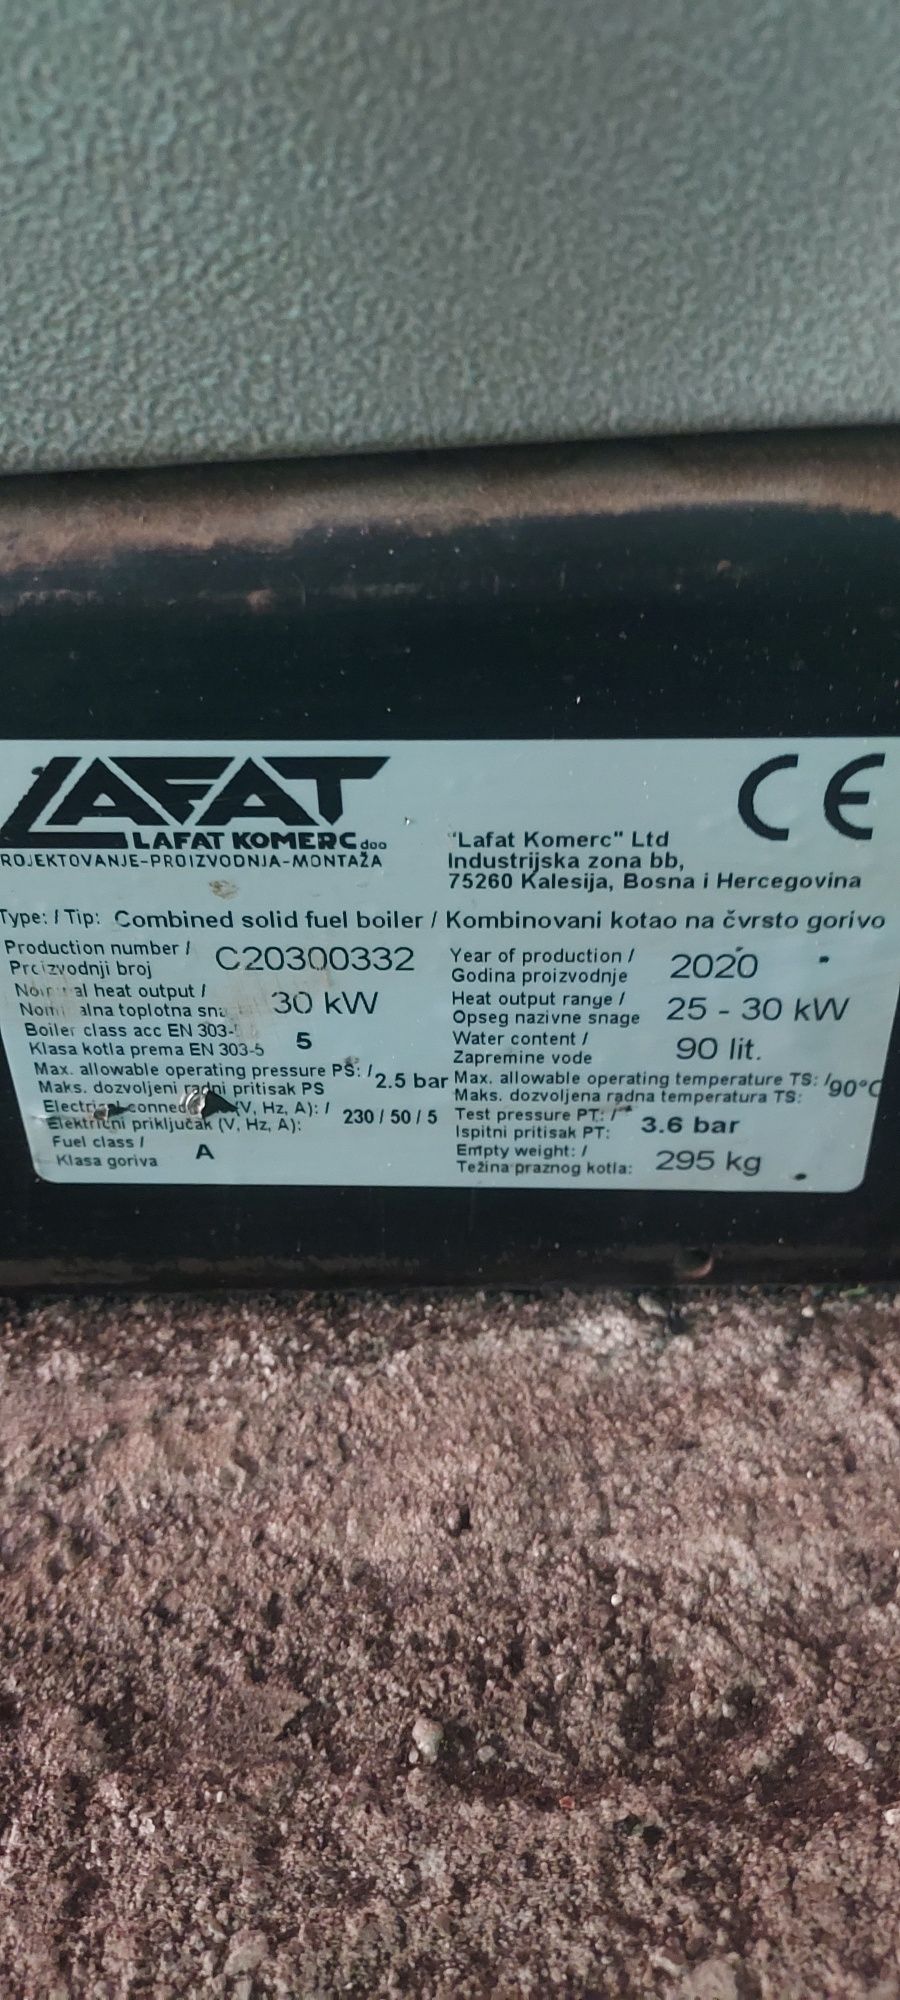 LAFAT
LAFAT KOMERC doo
ROJEKTOVANJE-PROIZVODNJA-MONTAŽA
CE
"Lafat Komerc" Ltd
Industrijska zona bb,
75260 Kalesija, Bosna i Hercegovina
Type: / Tip: Combined solid fuel boiler / Kombinovani kotao na čvrsto gorivo
Production number /
Proizvodnji broj C20300332
Year of production /
Godina proizvodnje 2020
Nominal heat output /
Nominalna toplotna 30 kW
Heat output range /
Opseg nazivne snage 25 - 30 kW
Boiler class acc EN 303-5
Klasa kotla prema EN 303-5 5
Water content /
Zapremine vode 90 lit.
Max. allowable operating pressure PS: /
Maks. dozvoljeni radni pritisak PS 2.5 bar
Max. allowable operating temperature TS: /
Maks. dozvoljena radna temperatura TS: 90°C
Electrical (V, Hz, A): /
Električni priključak (V, Hz, A): 230 / 50 / 5
Test pressure PT: /
Ispitni pritisak PT: 3.6 bar
Fuel class /
Klasa goriva A
Empty weight: /
Težina praznog kotla: 295 kg